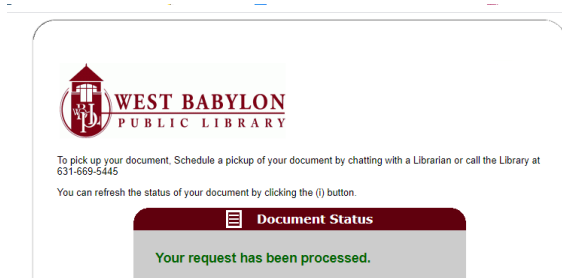 WBPL
WEST BABYLON
PUBLIC LIBRARY
To pick up your document, Schedule a pickup of your document by chatting with a Librarian or call the Library at
631-669-5445
You can refresh the status of your document by clicking the (i) button.
Document Status
Your request has been processed.